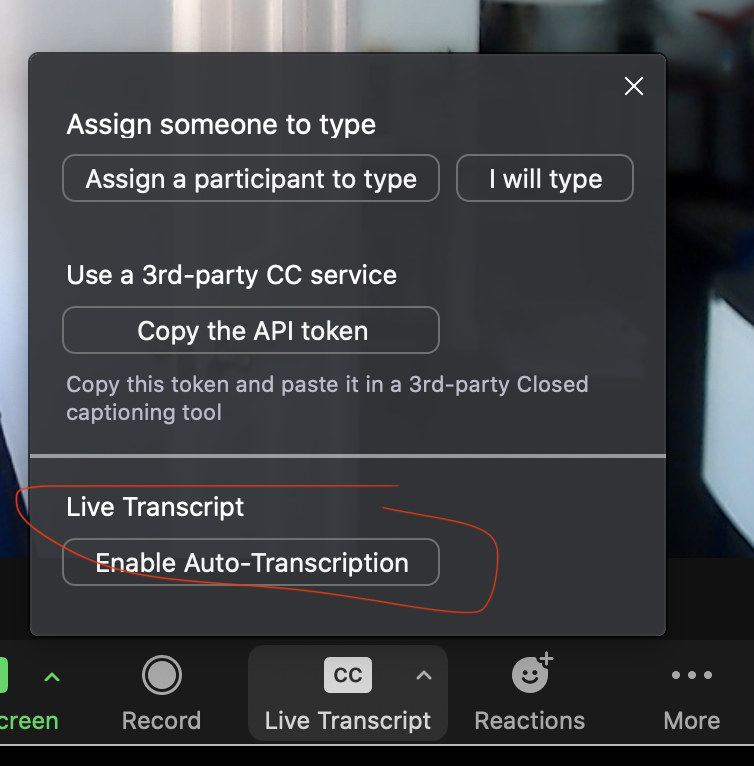 Assign someone to type
Assign a participant to type
I will type
Use a 3rd-party CC service
Copy the API token
Copy this token and paste it in a 3rd-party Closed
captioning tool
Live Transcript
Enable Auto-Transcription
CC
creen
Record
Live Transcript
Reactions
More